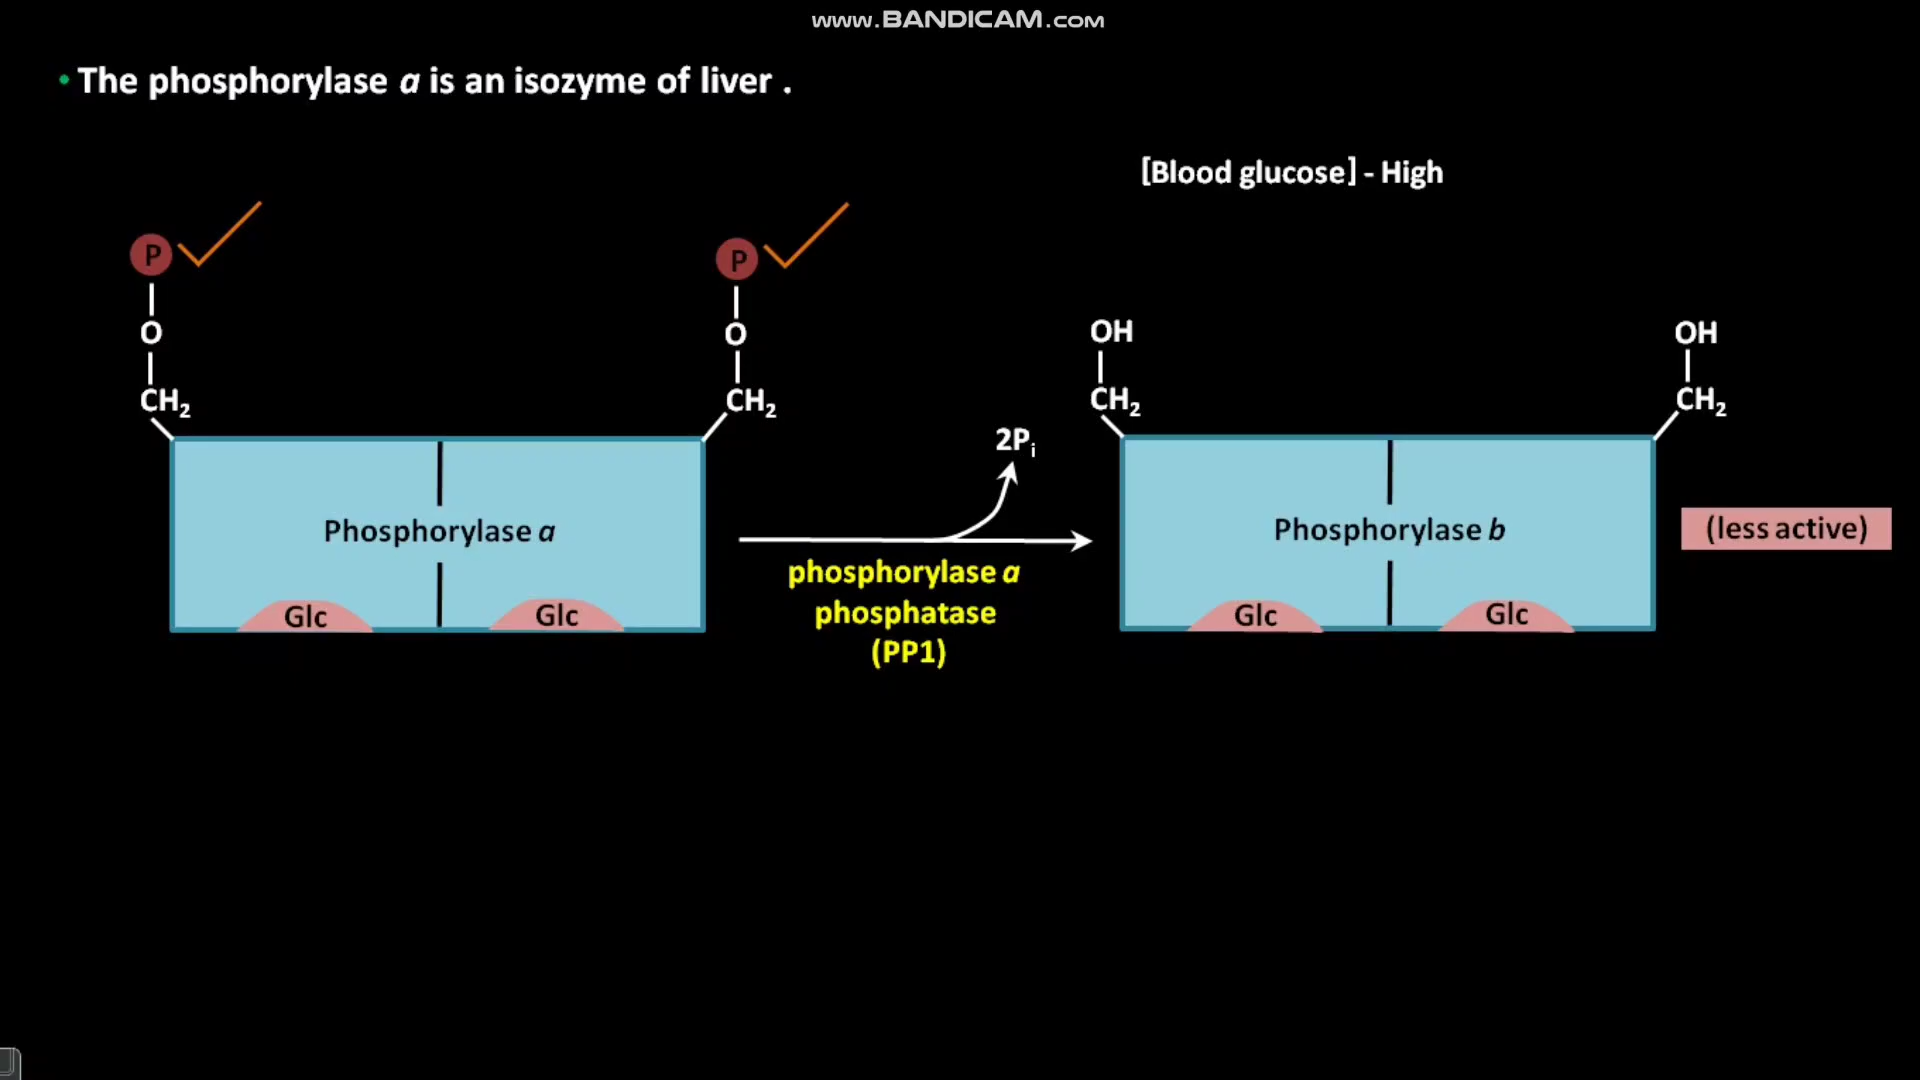 www.BANDICAM.com
• The phosphorylase a is an isozyme of liver .
[Blood glucose] - High
P
P
O
O
OH
OH
CH₂
CH₂
CH₂
CH₂
2Pᵢ
Phosphorylase a
Phosphorylase b
(less active)
phosphorylase a
phosphatase
(PP1)
Glc
Glc
Glc
Glc